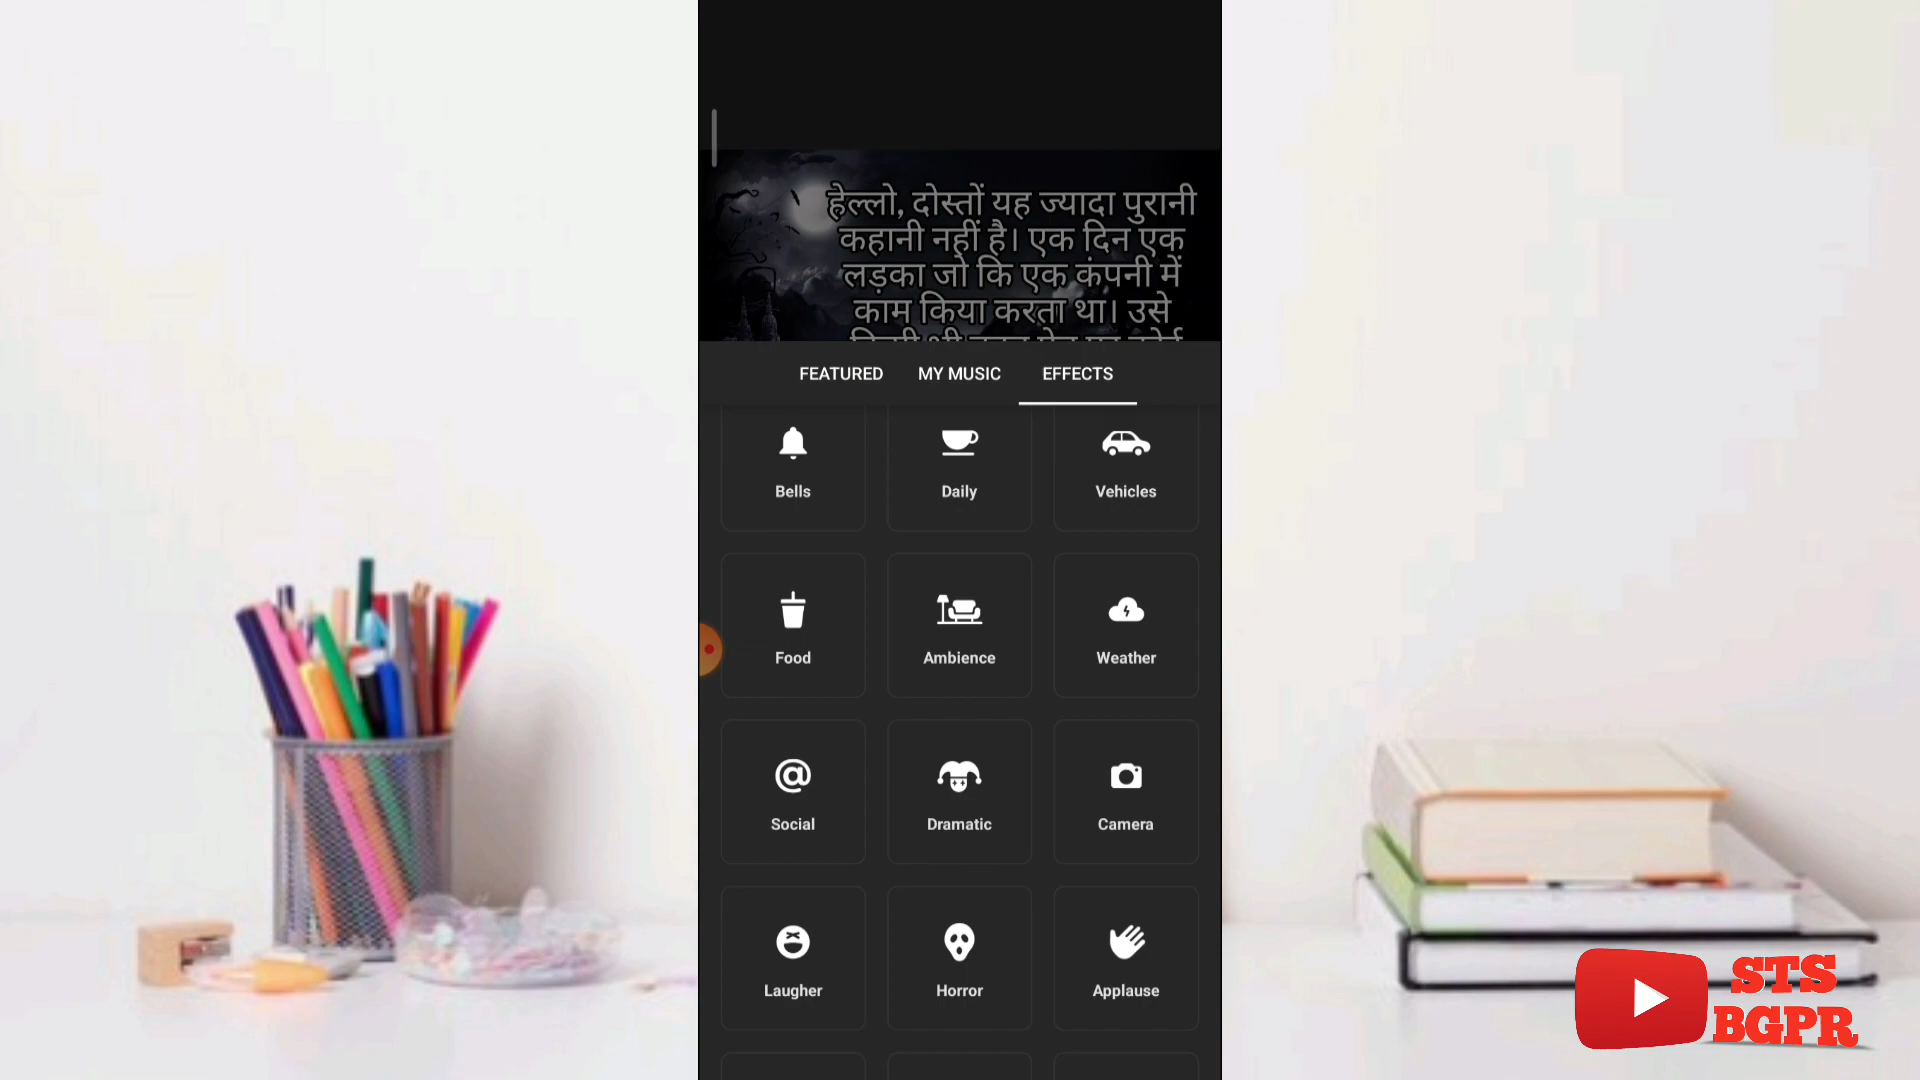 हेल्लो, दोस्तों यह ज्यादा पुरानी
कहानी नहीं है। एक दिन एक
लड़का जो कि एक कंपनी में
काम किया करता था। उसे
FEATURED MY MUSIC EFFECTS
Bells Daily Vehicles
Food Ambience Weather
Social Dramatic Camera
Laugher Horror Applause
STS
BGPR